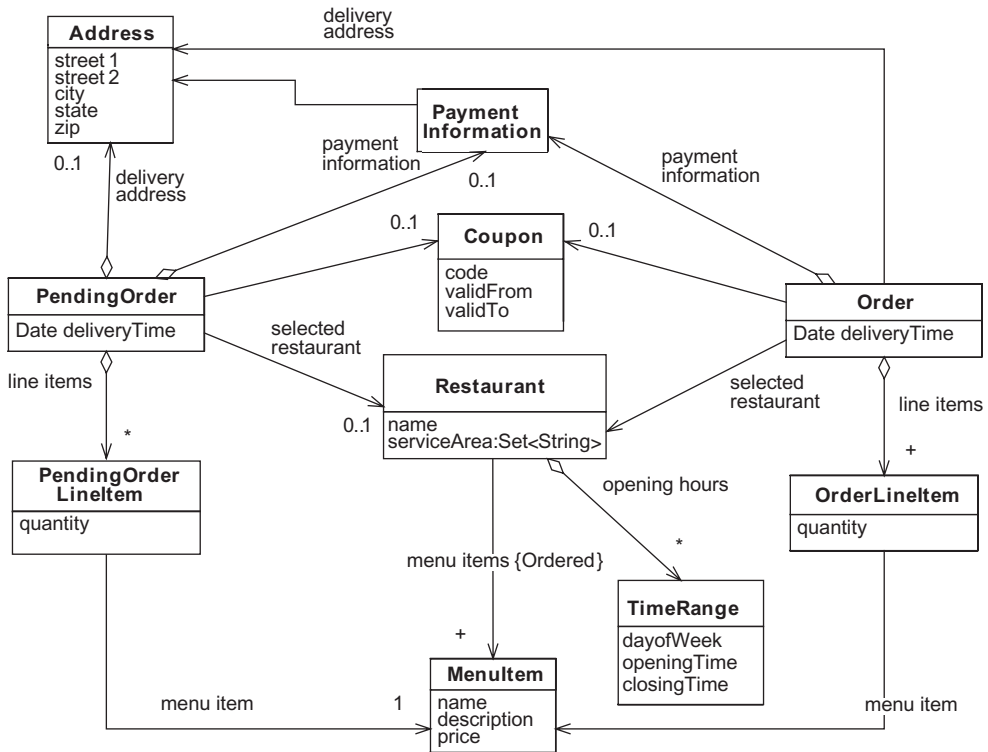 Address
street 1
street 2
city
state
zip
delivery
address
Payment
Information
payment
information
0..1
payment
information
0..1
delivery
address
0..1
Coupon
code
validFrom
validTo
0..1
PendingOrder
Date deliveryTime
Order
Date deliveryTime
selected
restaurant
0..1
Restaurant
name
serviceArea:Set<String>
selected
restaurant
line items
*
line items
+
PendingOrder
LineItem
quantity
opening hours
*
OrderLineItem
quantity
menu items {Ordered}
+
TimeRange
dayofWeek
openingTime
closingTime
MenuItem
name
description
price
menu item
1
menu item